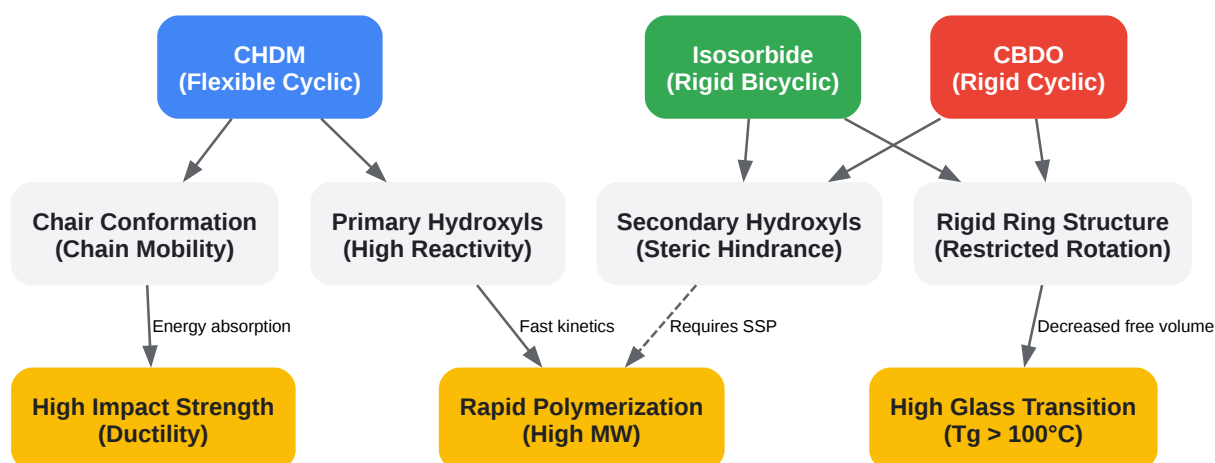 CHDM
(Flexible Cyclic)
Isosorbide
(Rigid Bicyclic)
CBDO
(Rigid Cyclic)
Chair Conformation
(Chain Mobility)
Primary Hydroxyls
(High Reactivity)
Secondary Hydroxyls
(Steric Hindrance)
Rigid Ring Structure
(Restricted Rotation)
Energy absorption
Fast kinetics
Requires SSP
Decreased free volume
High Impact Strength
(Ductility)
Rapid Polymerization
(High MW)
High Glass Transition
(Tg > 100°C)